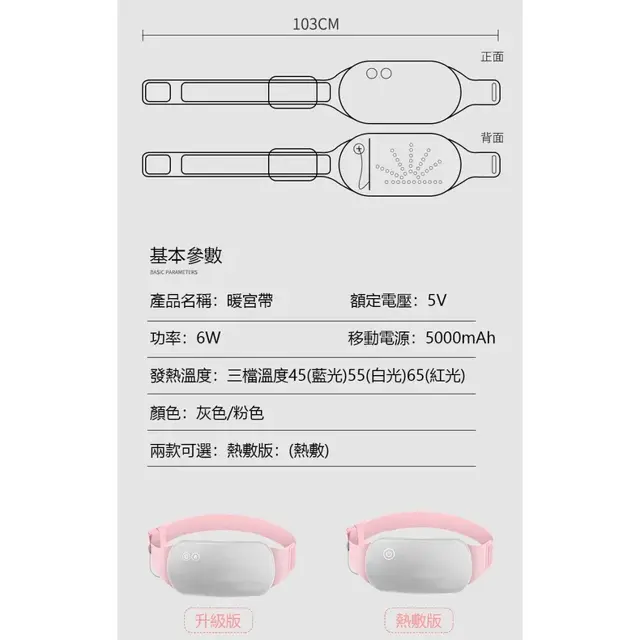 103CM
正面
背面
基本參數
BASIC PARAMETERS
產品名稱：暖宮帶 額定電壓：5V
功率：6W 移動電源：5000mAh
發熱溫度：三檔溫度45(藍光)55(白光)65(紅光)
顏色：灰色/粉色
兩款可選：熱敷版：(熱敷)
升級版 熱敷版